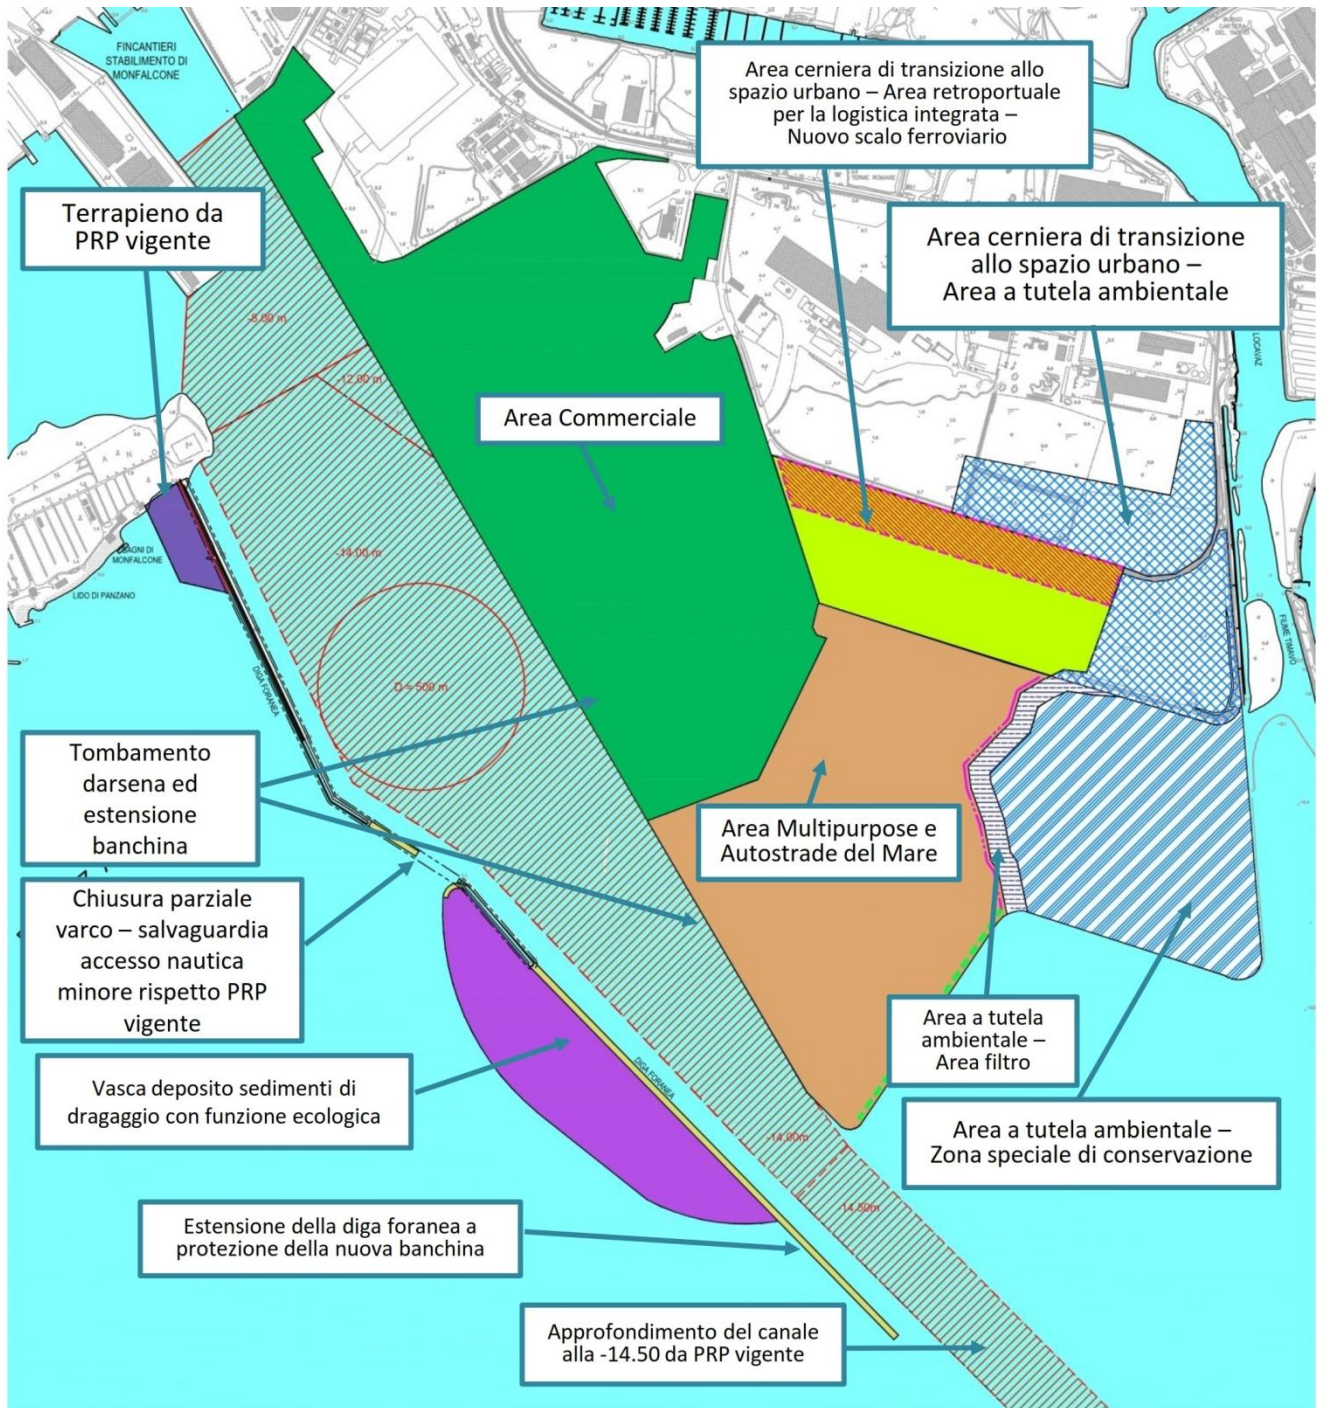 FINCANTIERI
STABILIMENTO DI
MONFALCONE
Area cerniera di transizione allo
spazio urbano – Area retroportuale
per la logistica integrata –
Nuovo scalo ferroviario
Terrapieno da
PRP vigente
Area cerniera di transizione
allo spazio urbano –
Area a tutela ambientale
TERME ROMANE
LOCAVAZ
-8.00 m
-12.00 m
Area Commerciale
-14.00 m
BAGNI DI
MONFALCONE
LIDO DI PANZANO
DIGA FORANEA
D = 500 m
FIUME TIMAVO
Tombamento
darsena ed
estensione
banchina
Area Multipurpose e
Autostrade del Mare
Chiusura parziale
varco – salvaguardia
accesso nautica
minore rispetto PRP
vigente
Area a tutela
ambientale –
Area filtro
Vasca deposito sedimenti di
dragaggio con funzione ecologica
DIGA FORANEA
-14.00m
Area a tutela ambientale –
Zona speciale di conservazione
-14.50m
Estensione della diga foranea a
protezione della nuova banchina
Approfondimento del canale
alla -14.50 da PRP vigente